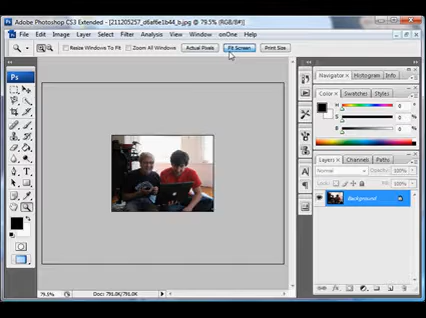 Adobe Photoshop CS3 Extended - [211205257_d6af6e1b44_b.jpg @ 79.5% (RGB/8#)]
File Edit Image Layer Select Filter Analysis View Window onOne Help
Resize Windows To Fit Zoom All Windows Actual Pixels Fit Screen Print Size
Ps
Navigator × Histogram Info
Color × Swatches Styles
H 0 °
S 0 %
B 0 %
Layers × Channels Paths
Normal Opacity: 100%
Lock: Fill: 100%
Background
79.5% Doc: 791.0K/791.0K